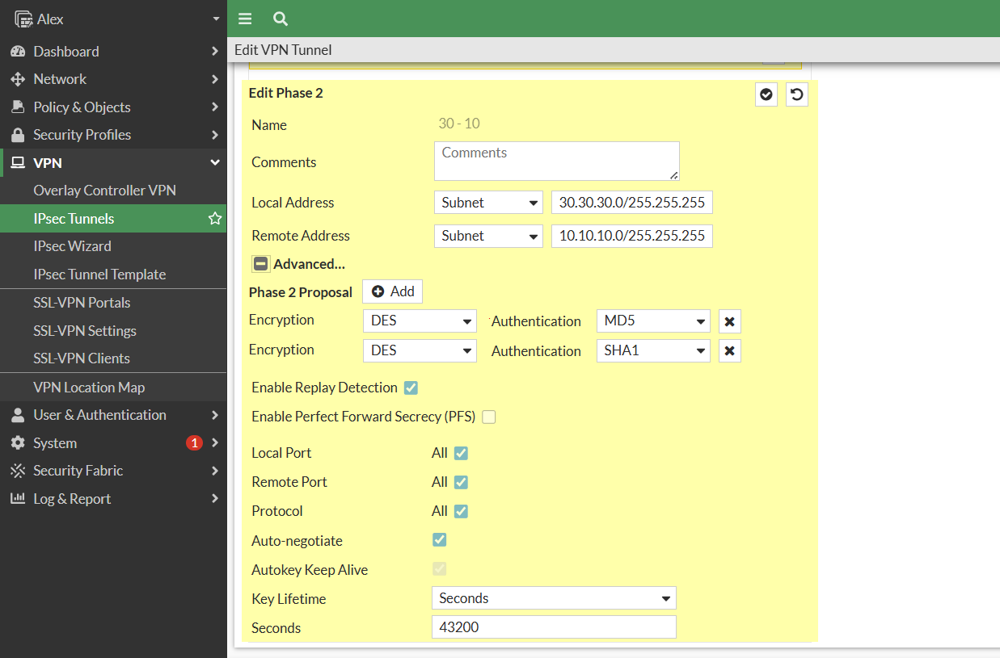 Alex
Dashboard
Network
Policy & Objects
Security Profiles
VPN
Overlay Controller VPN
IPsec Tunnels
IPsec Wizard
IPsec Tunnel Template
SSL-VPN Portals
SSL-VPN Settings
SSL-VPN Clients
VPN Location Map
User & Authentication
System 1
Security Fabric
Log & Report
Edit VPN Tunnel
Edit Phase 2
Name 30 - 10
Comments Comments
Local Address Subnet 30.30.30.0/255.255.255
Remote Address Subnet 10.10.10.0/255.255.255
Advanced...
Phase 2 Proposal Add
Encryption DES Authentication MD5
Encryption DES Authentication SHA1
Enable Replay Detection
Enable Perfect Forward Secrecy (PFS)
Local Port All
Remote Port All
Protocol All
Auto-negotiate
Autokey Keep Alive
Key Lifetime Seconds
Seconds 43200